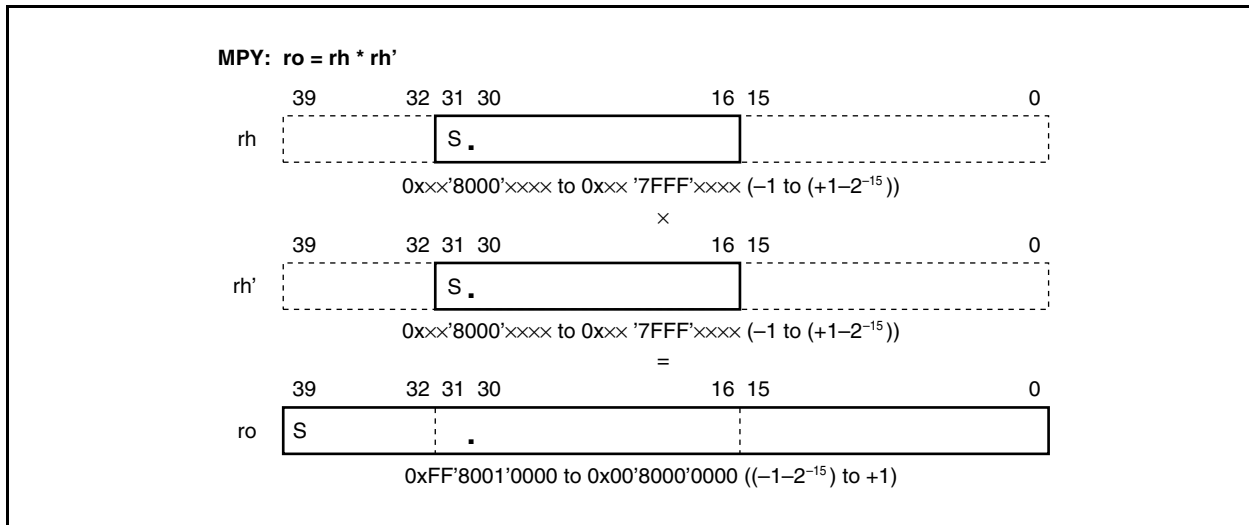 MPY: ro = rh * rh’
39 32 31 30 16 15 0
rh S .
0x××’8000’×××× to 0x×× ’7FFF’×××× (–1 to (+1–2⁻¹⁵))
×
39 32 31 30 16 15 0
rh’ S .
0x××’8000’×××× to 0x×× ’7FFF’×××× (–1 to (+1–2⁻¹⁵))
=
39 32 31 30 16 15 0
ro S .
0xFF’8001’0000 to 0x00’8000’0000 ((–1–2⁻¹⁵) to +1)